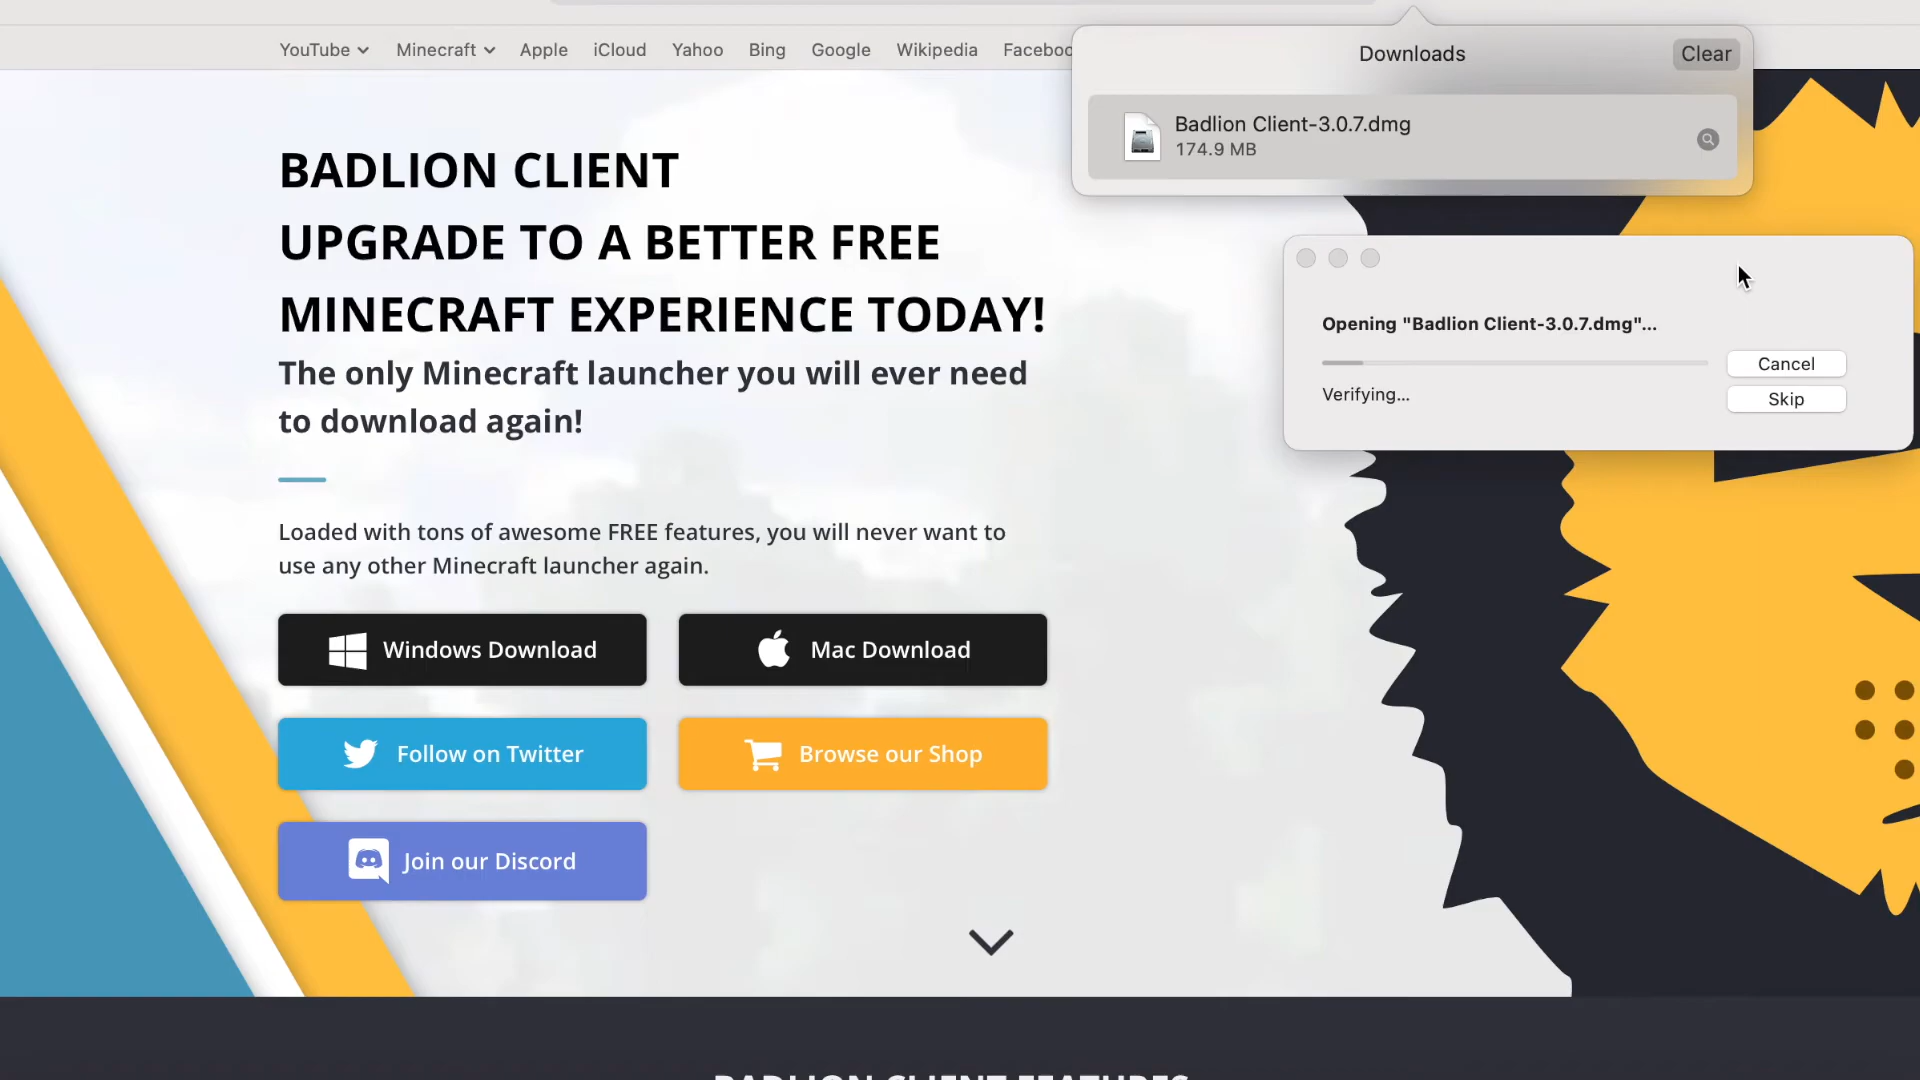 YouTube Minecraft Apple iCloud Yahoo Bing Google Wikipedia
Downloads Clear
Badlion Client-3.0.7.dmg
174.9 MB
BADLION CLIENT
UPGRADE TO A BETTER FREE
MINECRAFT EXPERIENCE TODAY!
The only Minecraft launcher you will ever need
to download again!
Opening "Badlion Client-3.0.7.dmg"...
Cancel
Verifying...
Skip
Loaded with tons of awesome FREE features, you will never want to
use any other Minecraft launcher again.
Windows Download
Mac Download
Follow on Twitter
Browse our Shop
Join our Discord
BADLION CLIENT FEATURES